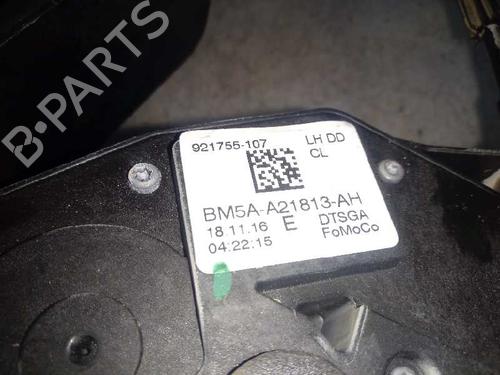 B-PARTS
921755-107 LH DD
CL
BM5A-A21813-AH
18.11.16 E DTSGA
04:22:15 FoMoCo